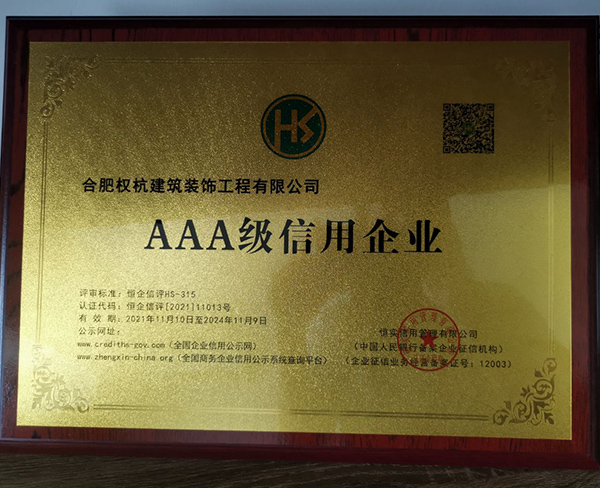 HS
合肥权杭建筑装饰工程有限公司
AAA级信用企业
评审标准：恒企信评HS-315
认证代码：恒企信评[2021]11013号
有 效 期：2021年11月10日至2024年11月9日
公示网址：
www.crediths-gov.com（全国企业信用公示网）
www.zhengxin-china.org（全国商务企业信用公示系统查询平台）
恒实信用管理有限公司
（中国人民银行备案企业征信机构）
（企业征信业务经营备案证号：12003）